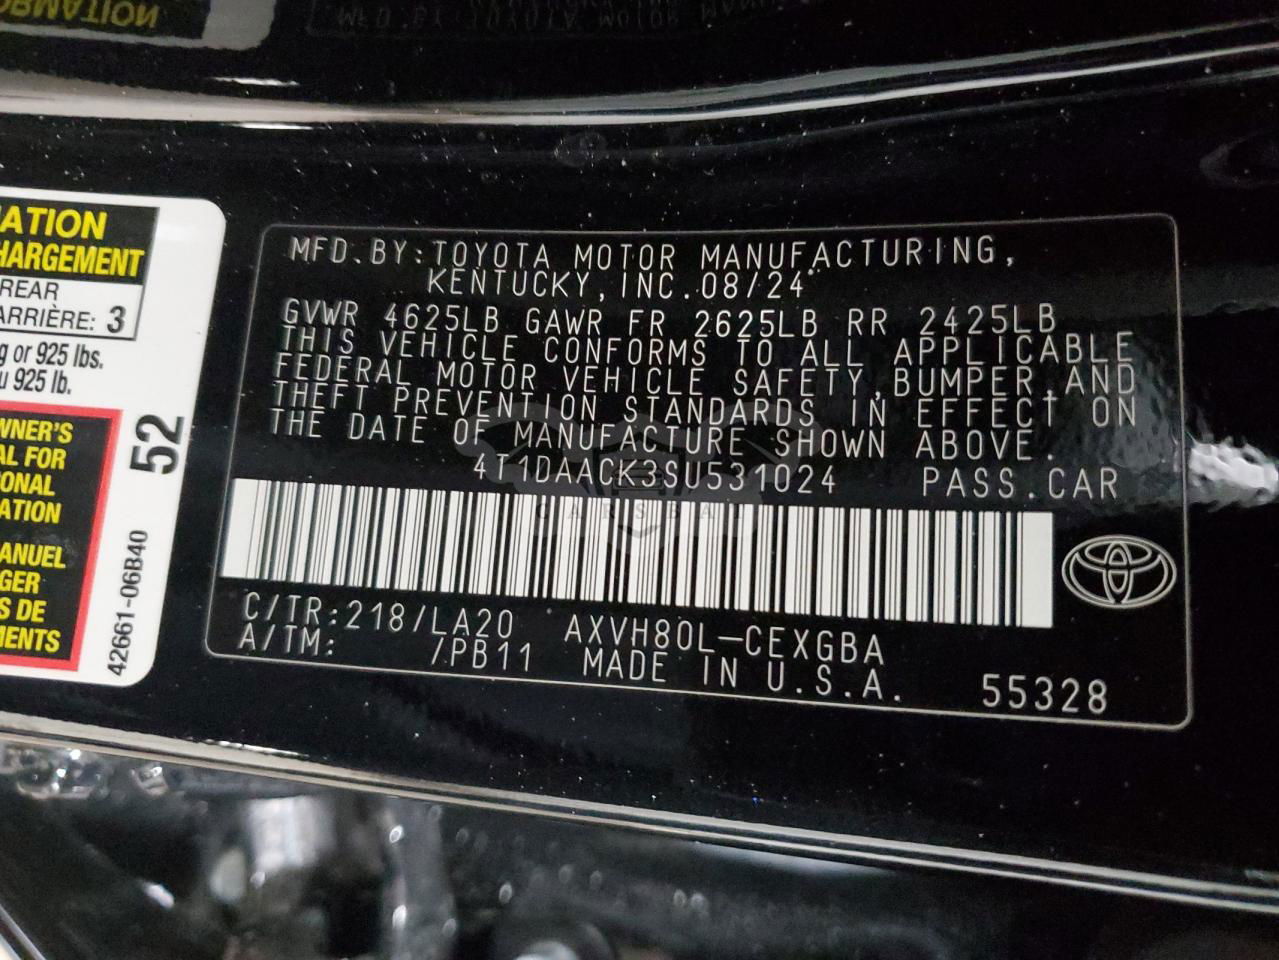 MFD.BY:TOYOTA MOTOR MANUFACTURING,
KENTUCKY,INC.08/24
GVWR 4625LB GAWR FR 2625LB RR 2425LB
THIS VEHICLE CONFORMS TO ALL APPLICABLE
FEDERAL MOTOR VEHICLE SAFETY,BUMPER,AND
THEFT PREVENTION STANDARDS IN EFFECT ON
THE DATE OF MANUFACTURE SHOWN ABOVE.
4T1DAACK3SU531024 PASS.CAR
C/TR:218/LA20 AXVH80L-CEXGBA
A/TM: /PB11 MADE IN U.S.A. 55328
ATION
HARGEMENT
REAR
ARRIÈRE: 3
g or 925 lbs.
u 925 lb.
WNER'S
AL FOR
ONAL
ATION
ANUEL
GER
S DE
MENTS
52
42661-06B40
CARSBA